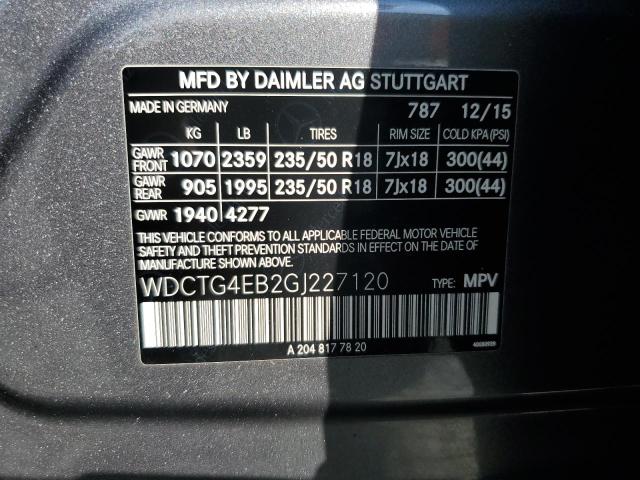 MFD BY DAIMLER AG STUTTGART
MADE IN GERMANY 787 12/15
KG LB TIRES RIM SIZE COLD KPA (PSI)
GAWR FRONT 1070 2359 235/50 R18 7Jx18 300(44)
GAWR REAR 905 1995 235/50 R18 7Jx18 300(44)
GVWR 1940 4277
THIS VEHICLE CONFORMS TO ALL APPLICABLE FEDERAL MOTOR VEHICLE
SAFETY AND THEFT PREVENTION STANDARDS IN EFFECT ON THE DATE OF
MANUFACTURE SHOWN ABOVE.
WDCTG4EB2GJ227120 TYPE: MPV
A 204 817 78 20